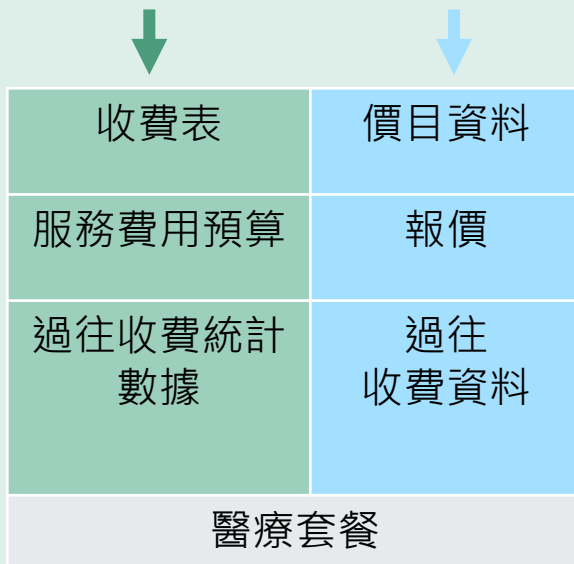 收費表
價目資料
服務費用預算
報價
過往收費統計
數據
過往
收費資料
醫療套餐